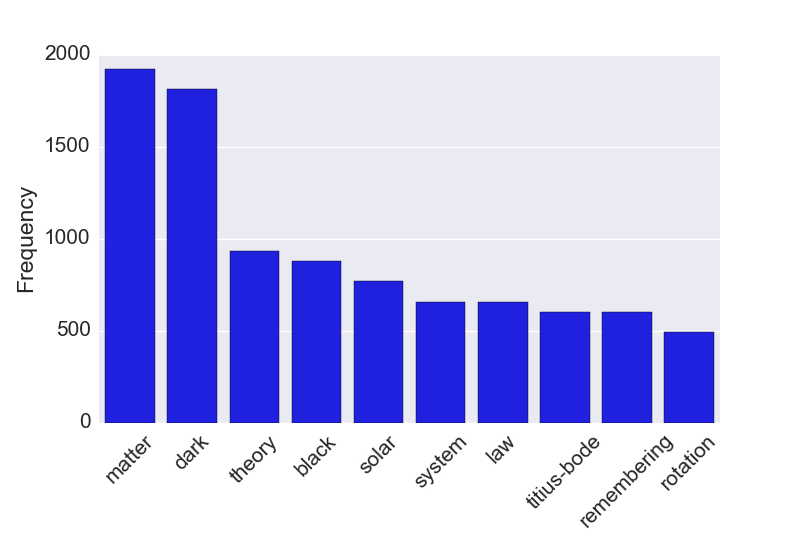 2000
1500
1000
500
0
Frequency
matter
dark
theory
black
solar
system
law
titius-bode
remembering
rotation